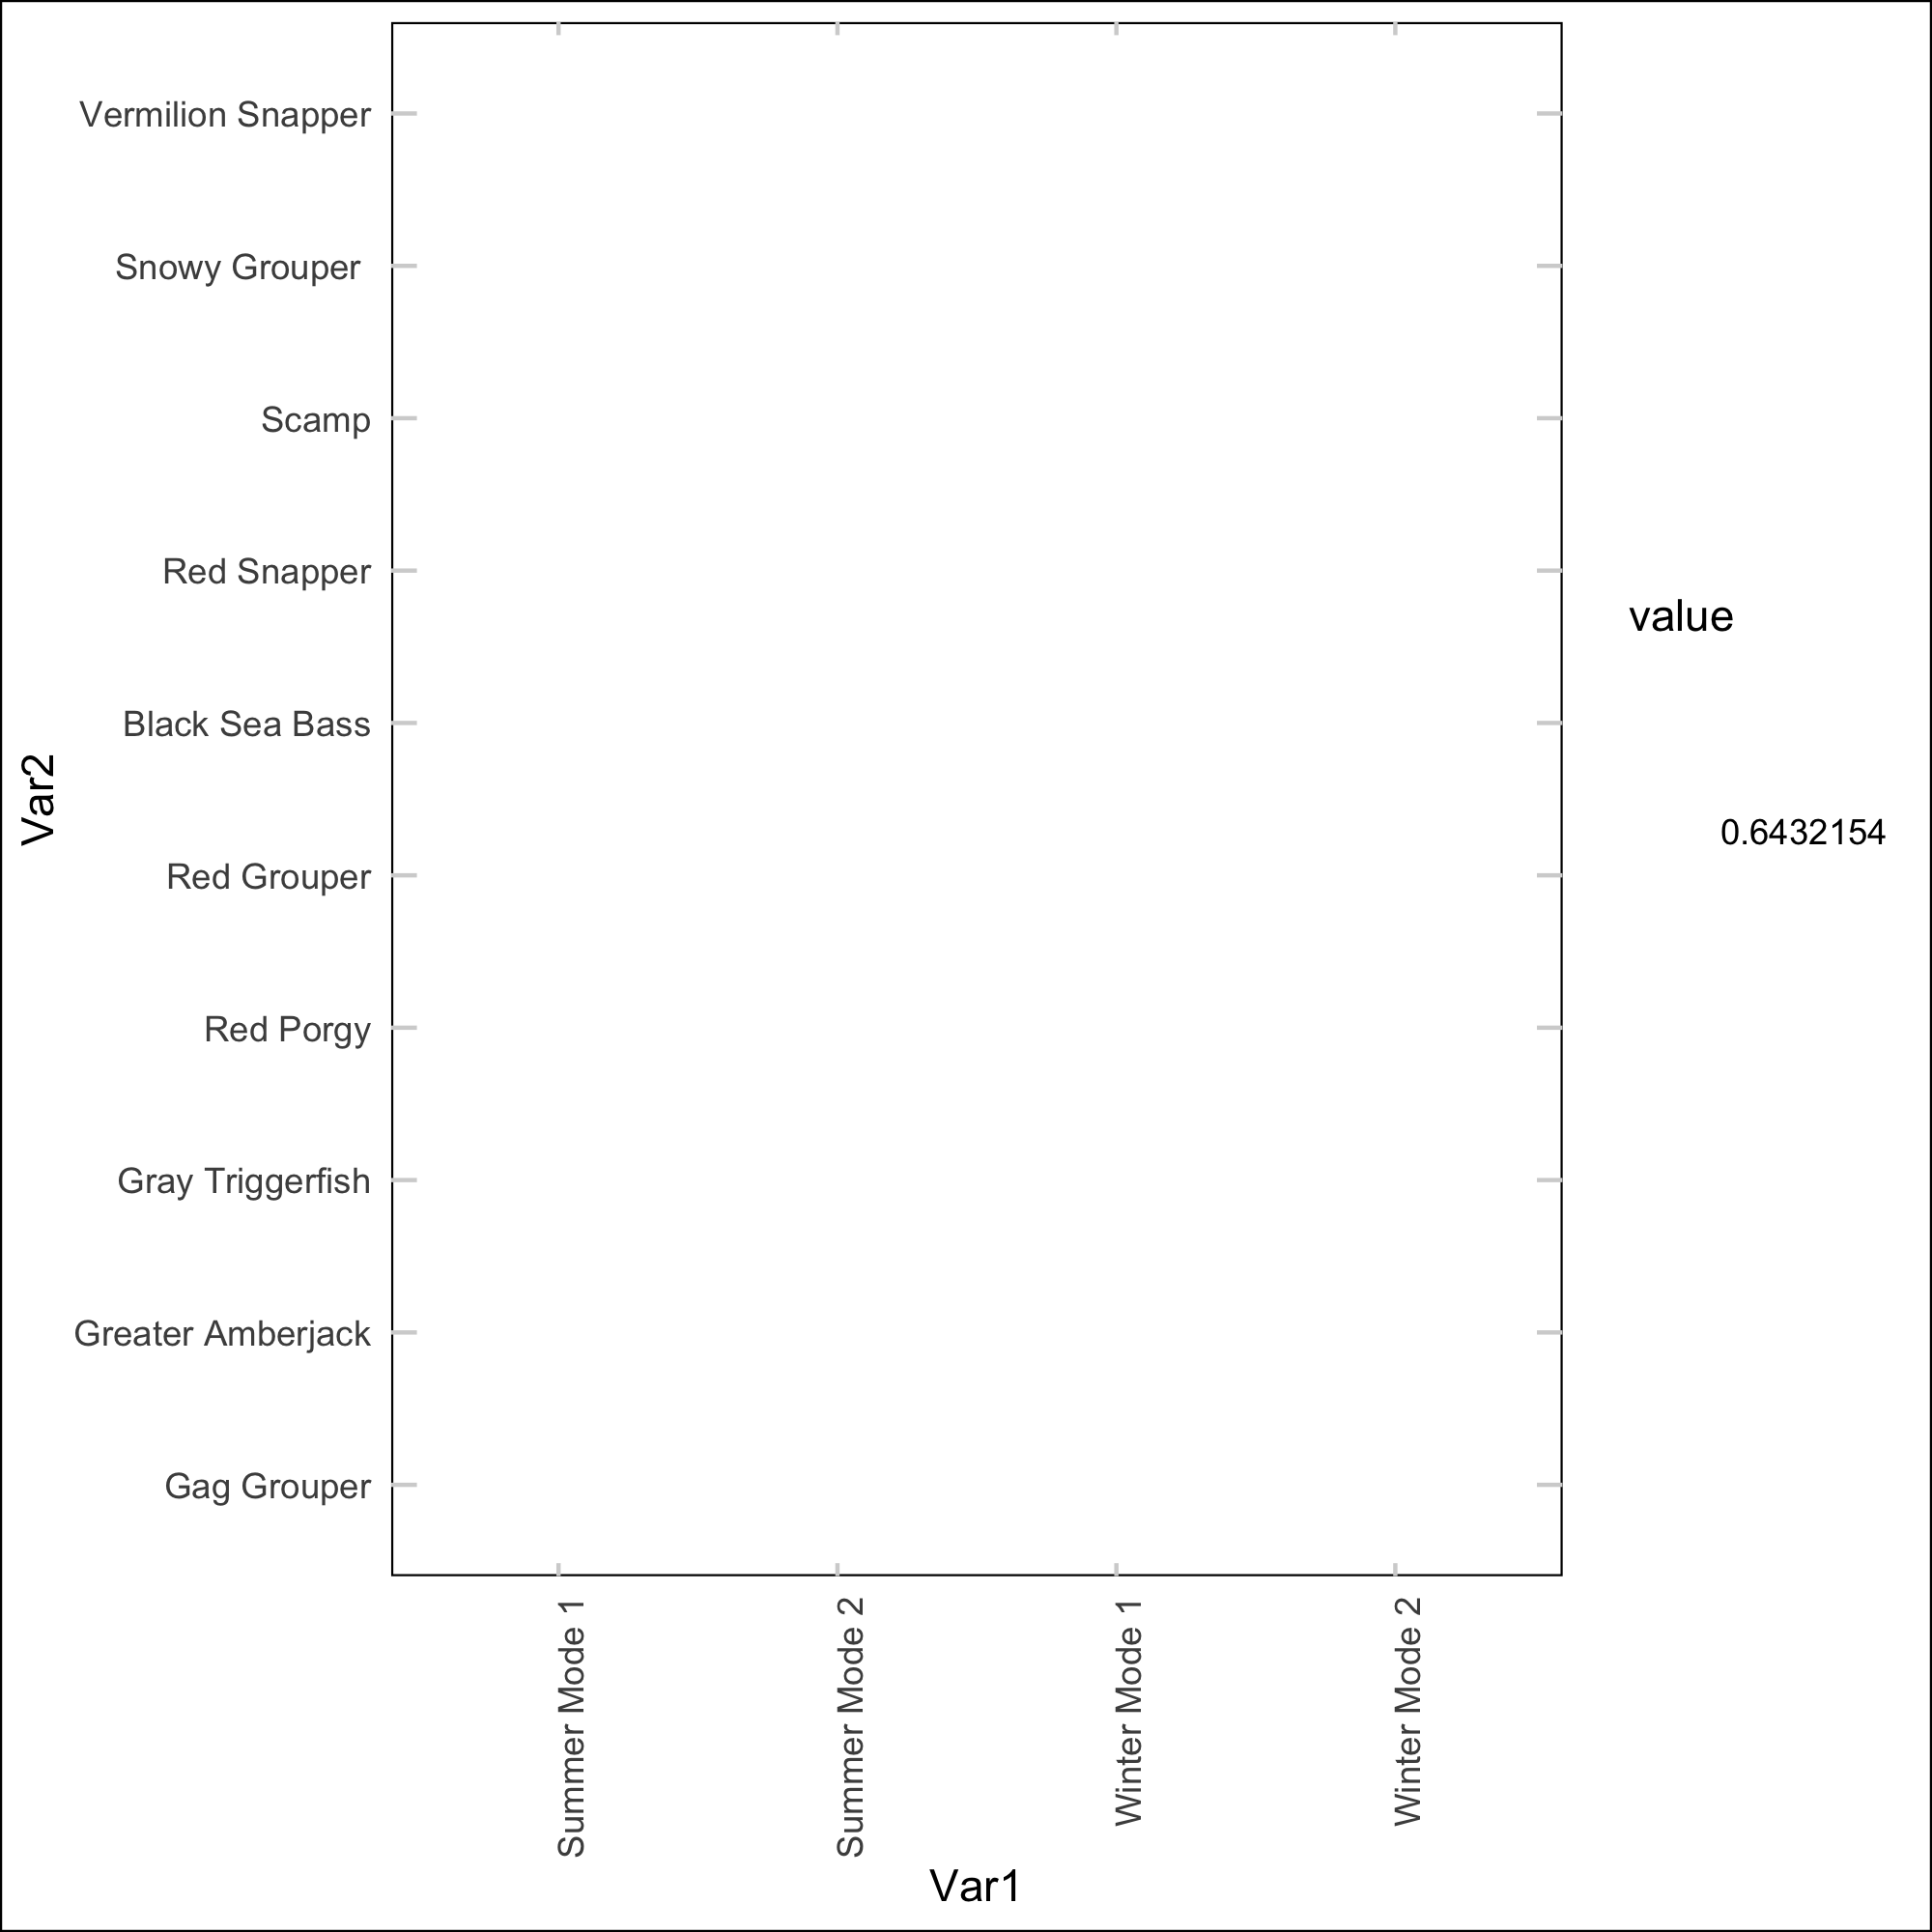 Vermilion Snapper
Snowy Grouper
Scamp
Red Snapper
Black Sea Bass
Red Grouper
Red Porgy
Gray Triggerfish
Greater Amberjack
Gag Grouper
Var2
Summer Mode 1
Summer Mode 2
Winter Mode 1
Winter Mode 2
Var1
value
0.6432154